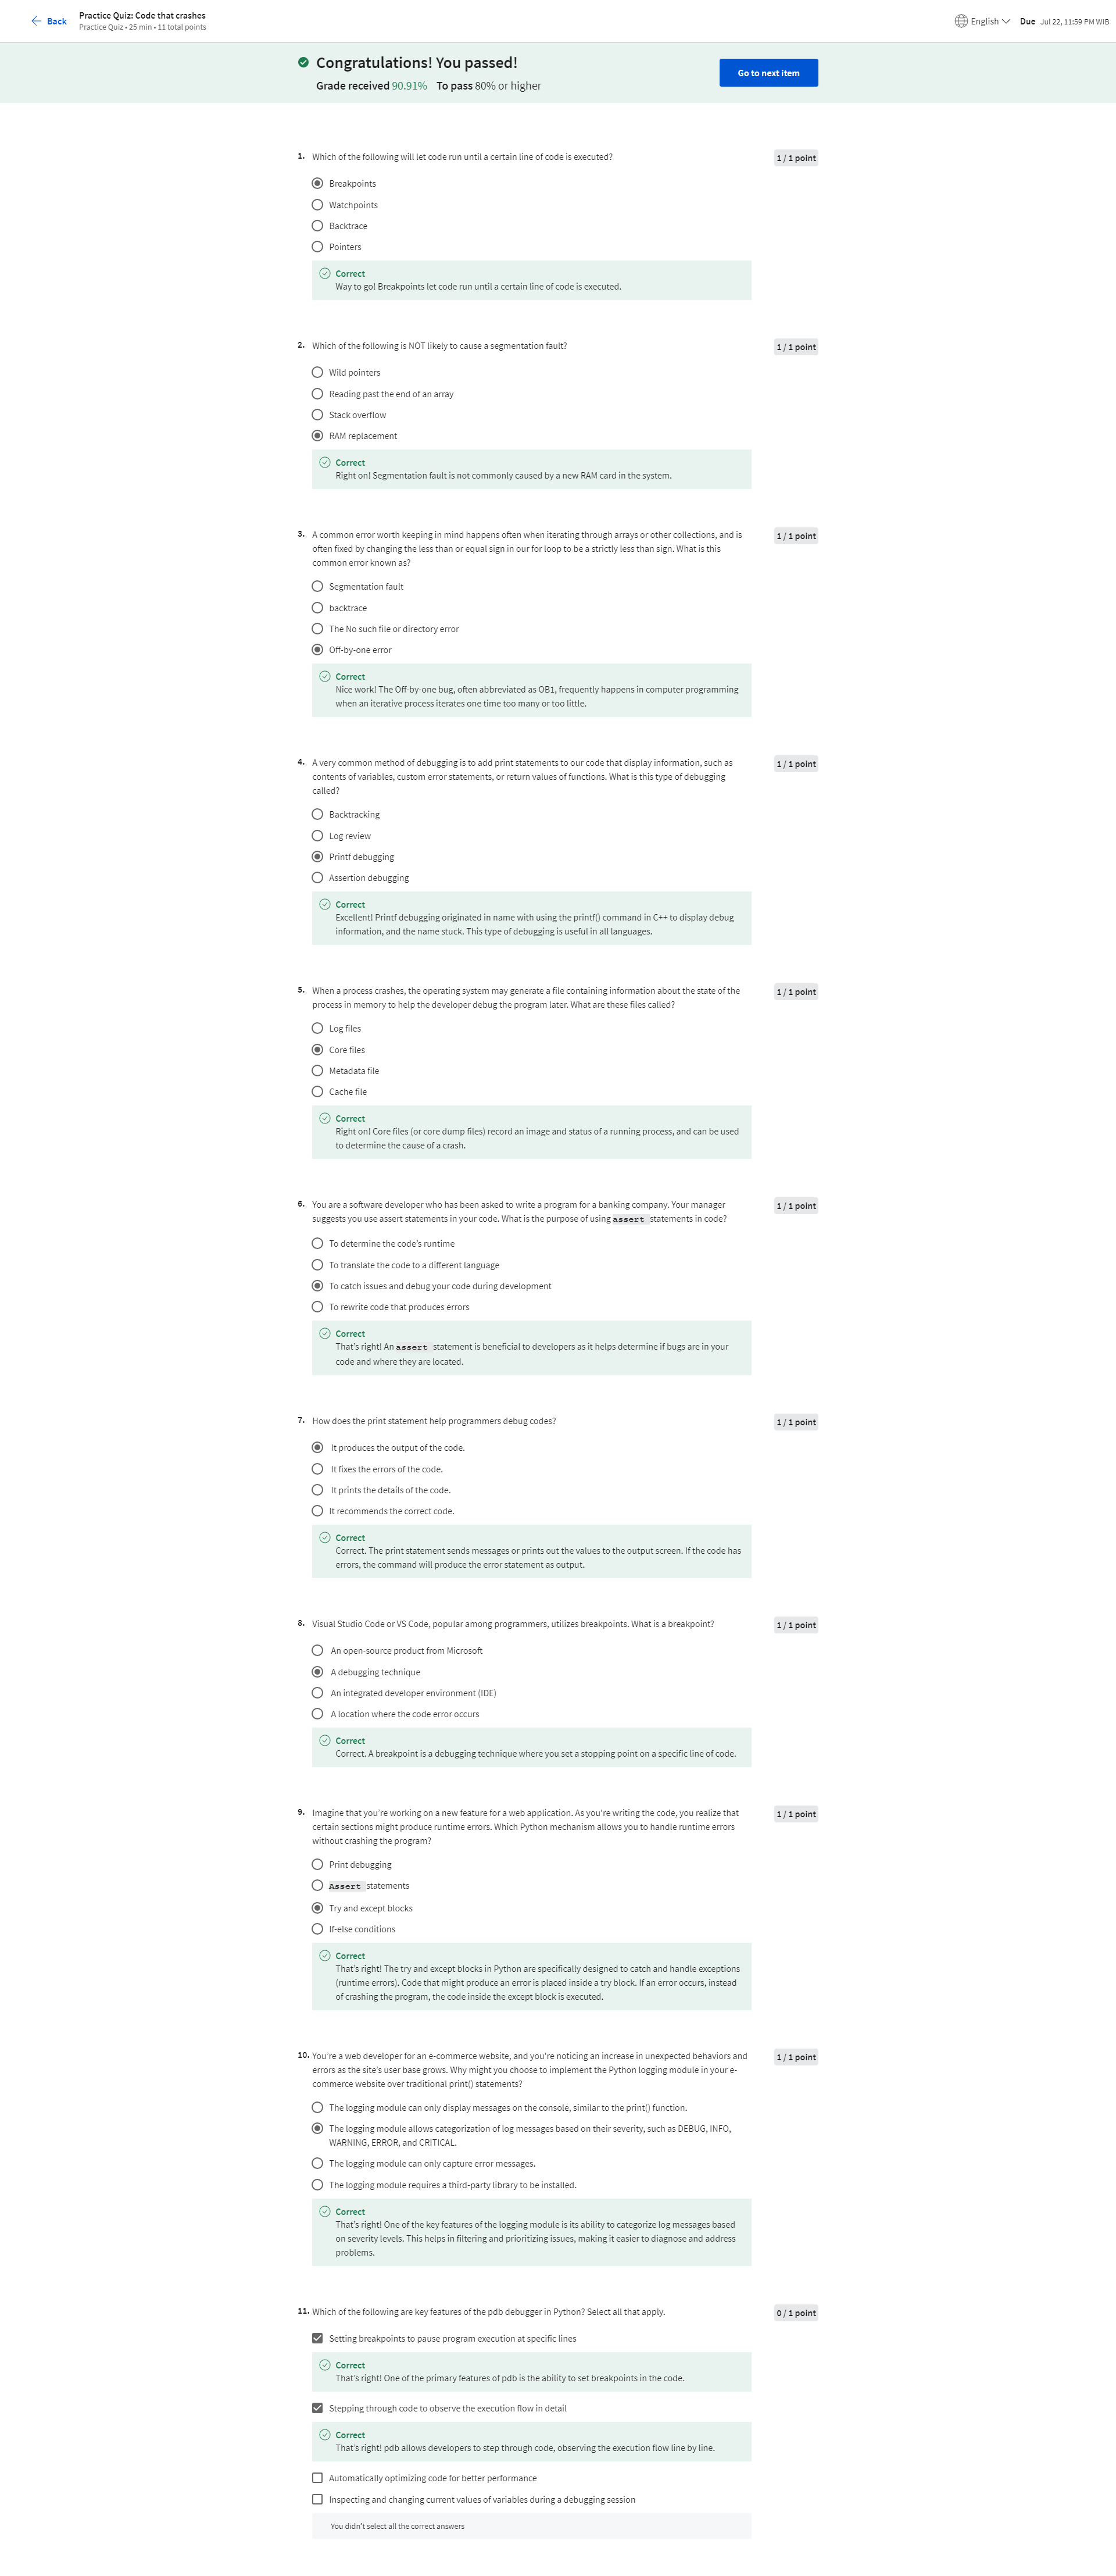 Back
Practice Quiz: Code that crashes
Practice Quiz • 25 min • 11 total points
English
Due Jul 22, 11:59 PM WIB
Congratulations! You passed!
Grade received 90.91% To pass 80% or higher
Go to next item
1. Which of the following will let code run until a certain line of code is executed?
1 / 1 point
Breakpoints
Watchpoints
Backtrace
Pointers
Correct
Way to go! Breakpoints let code run until a certain line of code is executed.
2. Which of the following is NOT likely to cause a segmentation fault?
1 / 1 point
Wild pointers
Reading past the end of an array
Stack overflow
RAM replacement
Correct
Right on! Segmentation fault is not commonly caused by a new RAM card in the system.
3. A common error worth keeping in mind happens often when iterating through arrays or other collections, and is
often fixed by changing the less than or equal sign in our for loop to be a strictly less than sign. What is this
common error known as?
1 / 1 point
Segmentation fault
backtrace
The No such file or directory error
Off-by-one error
Correct
Nice work! The Off-by-one bug, often abbreviated as OB1, frequently happens in computer programming
when an iterative process iterates one time too many or too little.
4. A very common method of debugging is to add print statements to our code that display information, such as
contents of variables, custom error statements, or return values of functions. What is this type of debugging
called?
1 / 1 point
Backtracking
Log review
Printf debugging
Assertion debugging
Correct
Excellent! Printf debugging originated in name with using the printf() command in C++ to display debug
information, and the name stuck. This type of debugging is useful in all languages.
5. When a process crashes, the operating system may generate a file containing information about the state of the
process in memory to help the developer debug the program later. What are these files called?
1 / 1 point
Log files
Core files
Metadata file
Cache file
Correct
Right on! Core files (or core dump files) record an image and status of a running process, and can be used
to determine the cause of a crash.
6. You are a software developer who has been asked to write a program for a banking company. Your manager
suggests you use assert statements in your code. What is the purpose of using assert statements in code?
1 / 1 point
To determine the code's runtime
To translate the code to a different language
To catch issues and debug your code during development
To rewrite code that produces errors
Correct
That's right! An assert statement is beneficial to developers as it helps determine if bugs are in your
code and where they are located.
7. How does the print statement help programmers debug codes?
1 / 1 point
It produces the output of the code.
It fixes the errors of the code.
It prints the details of the code.
It recommends the correct code.
Correct
Correct. The print statement sends messages or prints out the values to the output screen. If the code has
errors, the command will produce the error statement as output.
8. Visual Studio Code or VS Code, popular among programmers, utilizes breakpoints. What is a breakpoint?
1 / 1 point
An open-source product from Microsoft
A debugging technique
An integrated developer environment (IDE)
A location where the code error occurs
Correct
Correct. A breakpoint is a debugging technique where you set a stopping point on a specific line of code.
9. Imagine that you're working on a new feature for a web application. As you're writing the code, you realize that
certain sections might produce runtime errors. Which Python mechanism allows you to handle runtime errors
without crashing the program?
1 / 1 point
Print debugging
Assert statements
Try and except blocks
If-else conditions
Correct
That's right! The try and except blocks in Python are specifically designed to catch and handle exceptions
(runtime errors). Code that might produce an error is placed inside a try block. If an error occurs, instead
of crashing the program, the code inside the except block is executed.
10. You're a web developer for an e-commerce website, and you're noticing an increase in unexpected behaviors and
errors as the site's user base grows. Why might you choose to implement the Python logging module in your e-
commerce website over traditional print() statements?
1 / 1 point
The logging module can only display messages on the console, similar to the print() function.
The logging module allows categorization of log messages based on their severity, such as DEBUG, INFO,
WARNING, ERROR, and CRITICAL.
The logging module can only capture error messages.
The logging module requires a third-party library to be installed.
Correct
That's right! One of the key features of the logging module is its ability to categorize log messages based
on severity levels. This helps in filtering and prioritizing issues, making it easier to diagnose and address
problems.
11. Which of the following are key features of the pdb debugger in Python? Select all that apply.
0 / 1 point
Setting breakpoints to pause program execution at specific lines
Correct
That's right! One of the primary features of pdb is the ability to set breakpoints in the code.
Stepping through code to observe the execution flow in detail
Correct
That's right! pdb allows developers to step through code, observing the execution flow line by line.
Automatically optimizing code for better performance
Inspecting and changing current values of variables during a debugging session
You didn't select all the correct answers